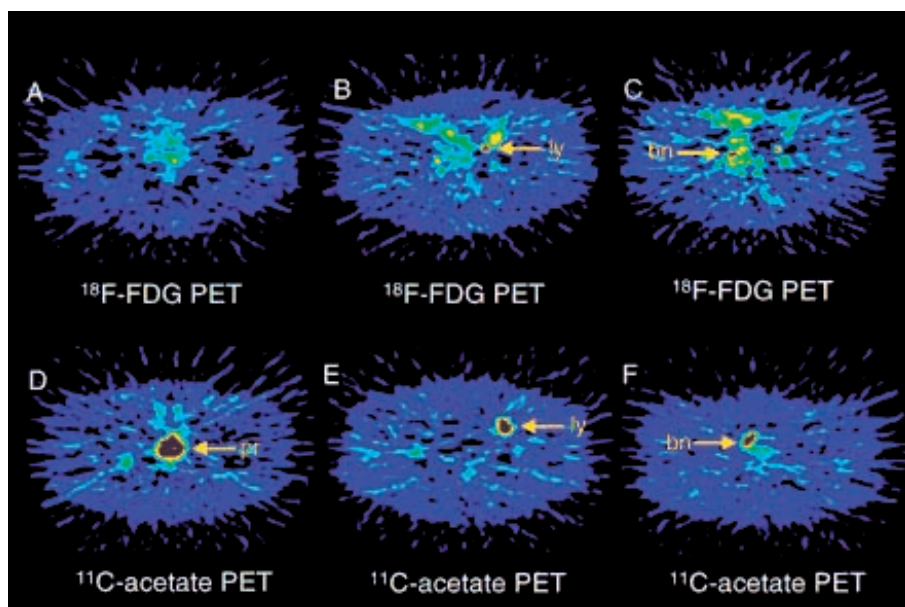 A B C
ly
bn
¹⁸F-FDG PET ¹⁸F-FDG PET ¹⁸F-FDG PET
D E F
pr
ly
bn
¹¹C-acetate PET ¹¹C-acetate PET ¹¹C-acetate PET